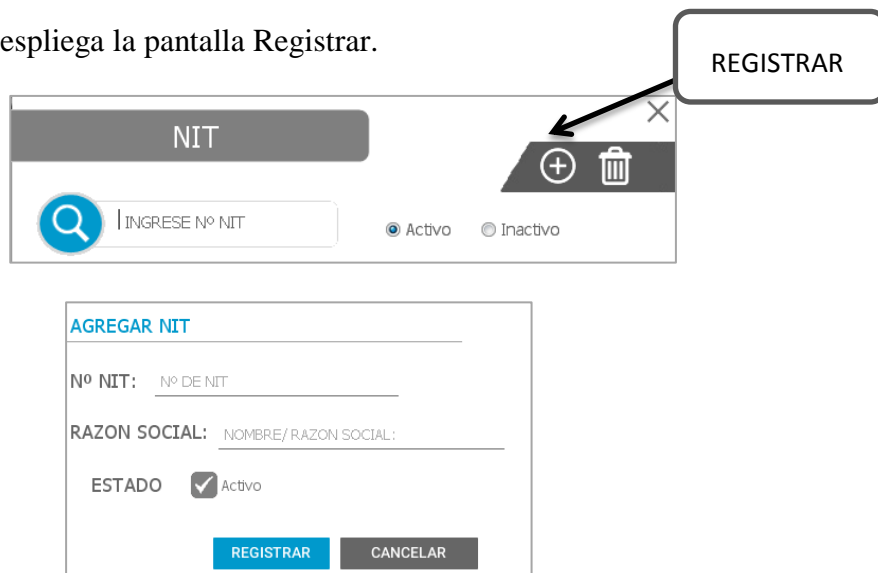 espliega la pantalla Registrar.
REGISTRAR
NIT
INGRESE Nº NIT
Activo Inactivo
AGREGAR NIT
Nº NIT: Nº DE NIT
RAZON SOCIAL: NOMBRE/RAZON SOCIAL:
ESTADO Activo
REGISTRAR CANCELAR